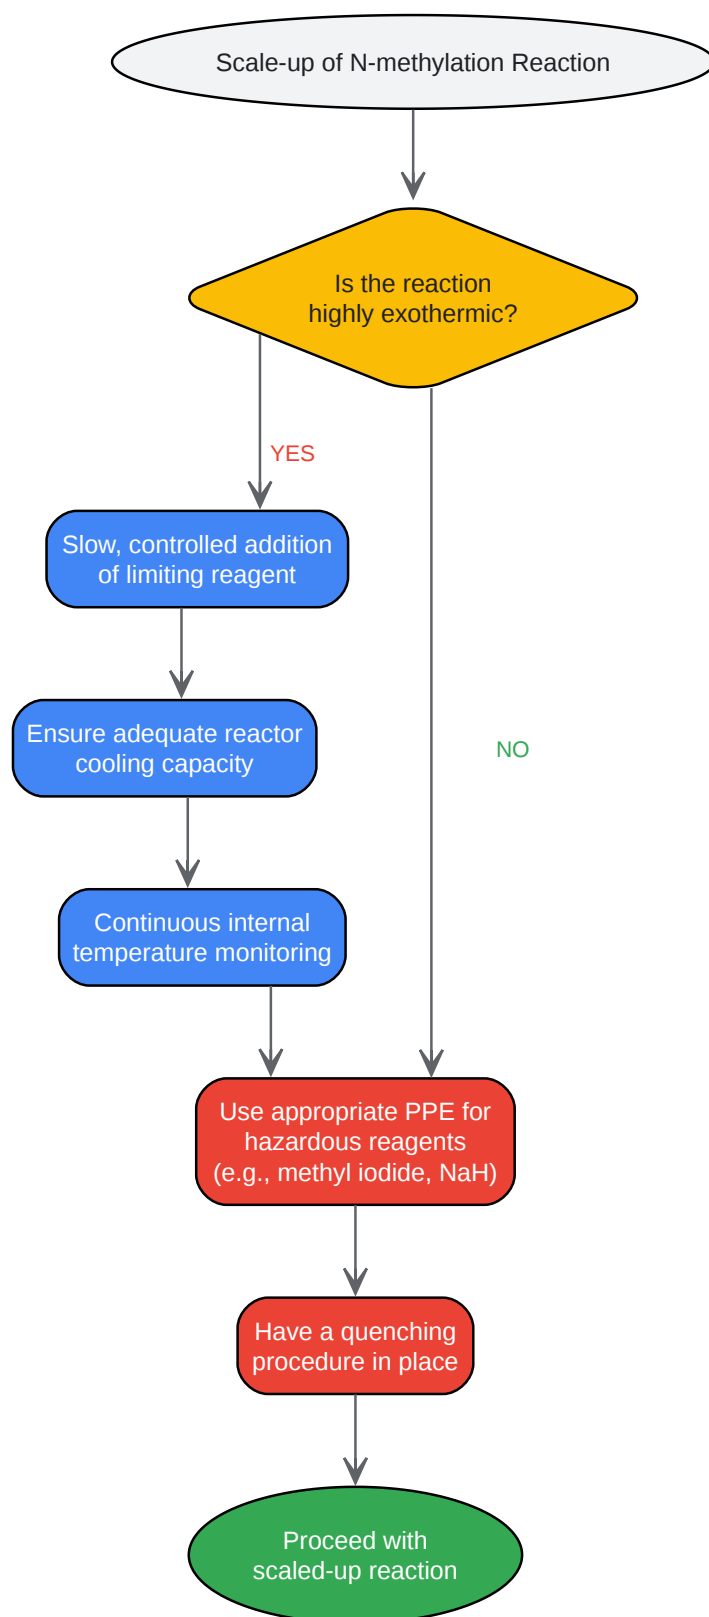 Scale-up of N-methylation Reaction
Is the reaction
highly exothermic?
YES
Slow, controlled addition
of limiting reagent
Ensure adequate reactor
cooling capacity
NO
Continuous internal
temperature monitoring
Use appropriate PPE for
hazardous reagents
(e.g., methyl iodide, NaH)
Have a quenching
procedure in place
Proceed with
scaled-up reaction